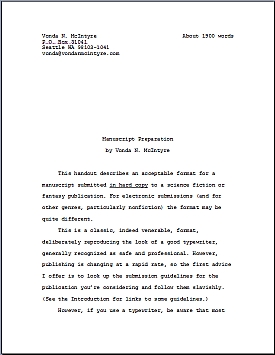 Vonda N. McIntyre About 1900 words
P.O. Box 31041
Seattle WA 98103-1041
vonda@vondanmcintyre.com
Manuscript Preparation
by Vonda N. McIntyre
This handout describes an acceptable format for a
manuscript submitted in hard copy to a science fiction or
fantasy publication. For electronic submissions (and for
other genres, particularly nonfiction) the format may be
quite different.
This is a classic, indeed venerable, format,
deliberately reproducing the look of a good typewriter,
generally recognized as safe and professional. However,
publishing is changing at a rapid rate, so the first advice
I offer is to look up the submission guidelines for the
publication you're considering and follow them slavishly.
(See the Introduction for links to some guidelines.)
However, if you use a typewriter, be aware that most